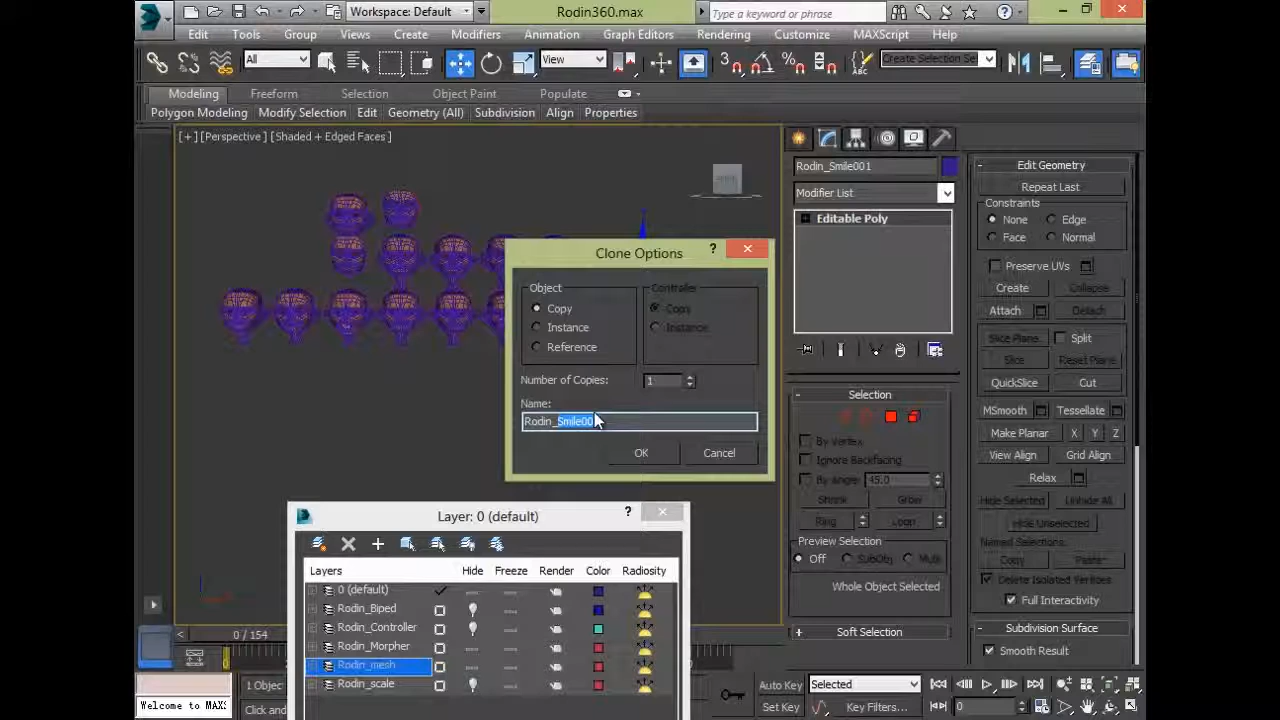 Workspace: Default
Rodin360.max
Type a keyword or phrase
Edit Tools Group Views Create Modifiers Animation Graph Editors Rendering Customize MAXScript Help
All
View
Create Selection Se
Modeling Freeform Selection Object Paint Populate
Polygon Modeling Modify Selection Edit Geometry (All) Subdivision Align Properties
[+][Perspective][Shaded + Edged Faces]
Rodin_Smile001
Modifier List
Editable Poly
Clone Options
Object
Copy
Instance
Reference
Controller
Copy
Instance
Number of Copies: 1
Name:
Rodin_Smile00
OK Cancel
Selection
By Vertex
Ignore Backfacing
By angle: 45.0
Shrink Grow
Ring Loop
Preview Selection
Off SubObj Multi
Whole Object Selected
Soft Selection
Edit Geometry
Repeat Last
Constraints
None Edge
Face Normal
Preserve UVs
Create Collapse
Attach Detach
Slice Plane Split
Slice Reset Plane
QuickSlice Cut
MSmooth Tessellate
Make Planar X Y Z
View Align Grid Align
Relax
Hide Selected Unhide All
Hide Unselected
Named Selections:
Copy Paste
Delete Isolated Vertices
Full Interactivity
Subdivision Surface
Smooth Result
Layer: 0 (default)
Layers Hide Freeze Render Color Radiosity
0 (default)
Rodin_Biped
Rodin_Controller
Rodin_Morpher
Rodin_mesh
Rodin_scale
0 / 154
1 Objec
Welcome to MAX
Click and
Auto Key Selected
Set Key Key Filters...
0